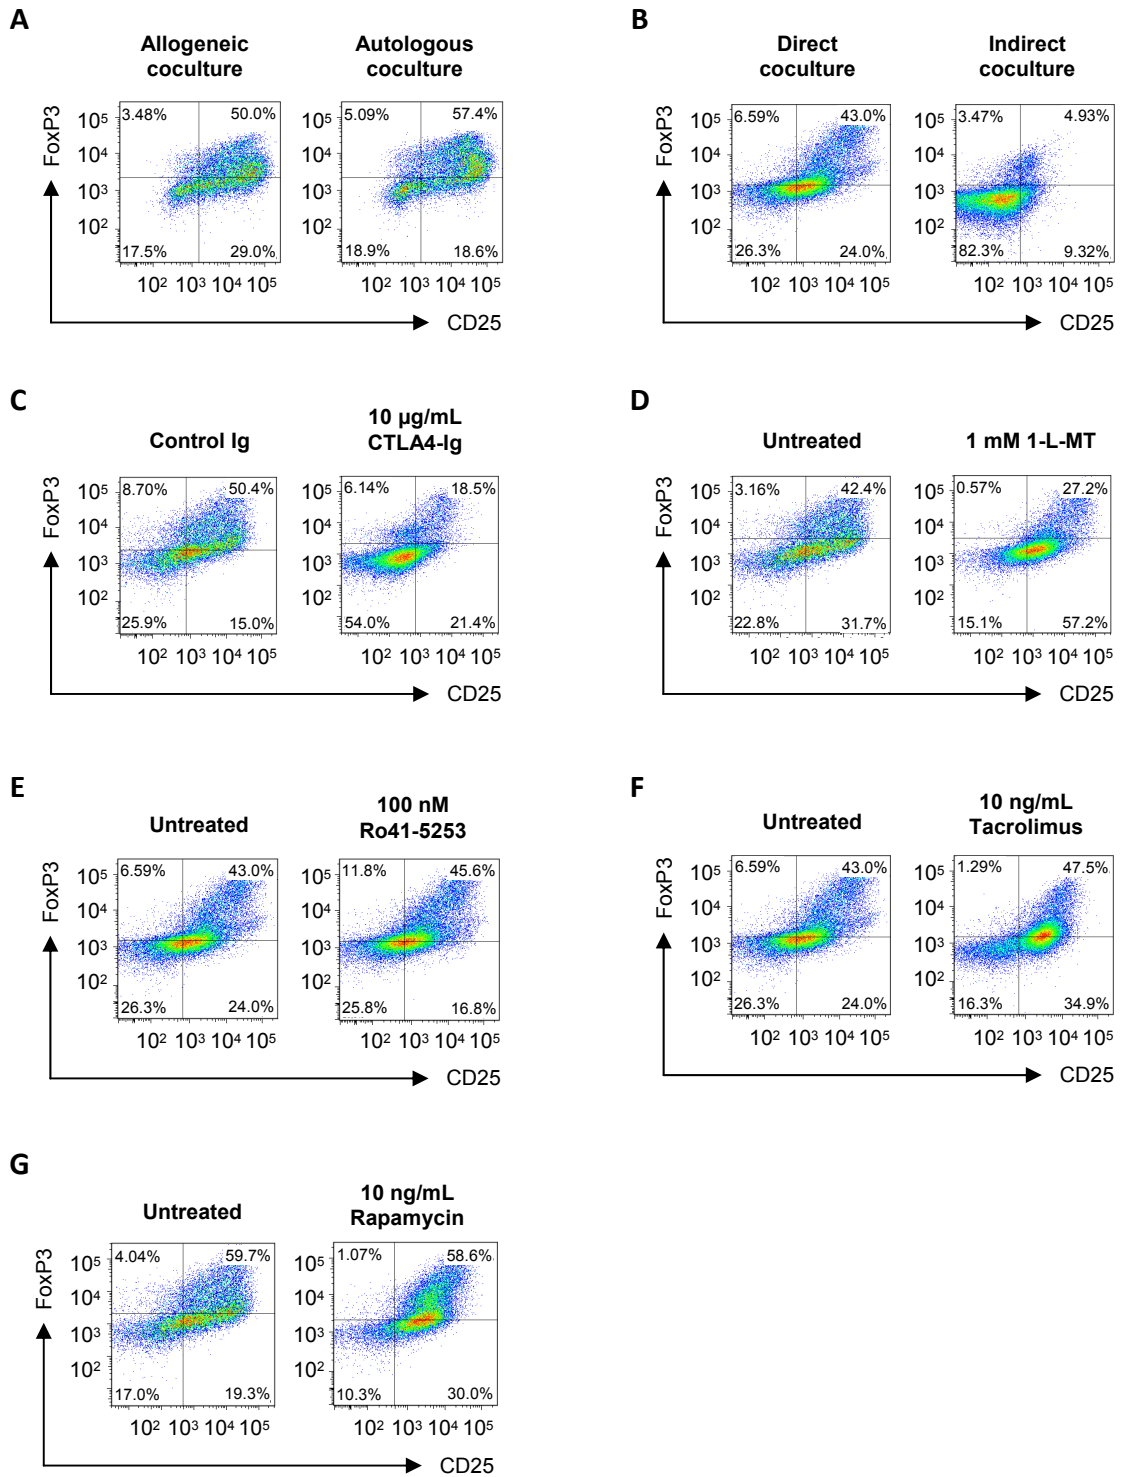 A
Allogeneic
coculture
Autologous
coculture
FoxP3
10⁵
10⁴
10³
10²
3.48%
50.0%
17.5%
29.0%
5.09%
57.4%
18.9%
18.6%
10² 10³ 10⁴ 10⁵
10² 10³ 10⁴ 10⁵
CD25
B
Direct
coculture
Indirect
coculture
FoxP3
10⁵
10⁴
10³
10²
6.59%
43.0%
26.3%
24.0%
10⁵
10⁴
10³
10²
3.47%
4.93%
82.3%
9.32%
10² 10³ 10⁴ 10⁵
10² 10³ 10⁴ 10⁵
CD25
C
Control Ig
10 µg/mL
CTLA4-Ig
FoxP3
10⁵
10⁴
10³
10²
8.70%
50.4%
25.9%
15.0%
10⁵
10⁴
10³
10²
6.14%
18.5%
54.0%
21.4%
10² 10³ 10⁴ 10⁵
10² 10³ 10⁴ 10⁵
CD25
D
Untreated
1 mM 1-L-MT
FoxP3
10⁵
10⁴
10³
10²
3.16%
42.4%
22.8%
31.7%
10⁵
10⁴
10³
10²
0.57%
27.2%
15.1%
57.2%
10² 10³ 10⁴ 10⁵
10² 10³ 10⁴ 10⁵
CD25
E
Untreated
100 nM
Ro41-5253
FoxP3
10⁵
10⁴
10³
10²
6.59%
43.0%
26.3%
24.0%
10⁵
10⁴
10³
10²
11.8%
45.6%
25.8%
16.8%
10² 10³ 10⁴ 10⁵
10² 10³ 10⁴ 10⁵
CD25
F
Untreated
10 ng/mL
Tacrolimus
FoxP3
10⁵
10⁴
10³
10²
6.59%
43.0%
26.3%
24.0%
10⁵
10⁴
10³
10²
1.29%
47.5%
16.3%
34.9%
10² 10³ 10⁴ 10⁵
10² 10³ 10⁴ 10⁵
CD25
G
Untreated
10 ng/mL
Rapamycin
FoxP3
10⁵
10⁴
10³
10²
4.04%
59.7%
17.0%
19.3%
10⁵
10⁴
10³
10²
1.07%
58.6%
10.3%
30.0%
10² 10³ 10⁴ 10⁵
10² 10³ 10⁴ 10⁵
CD25